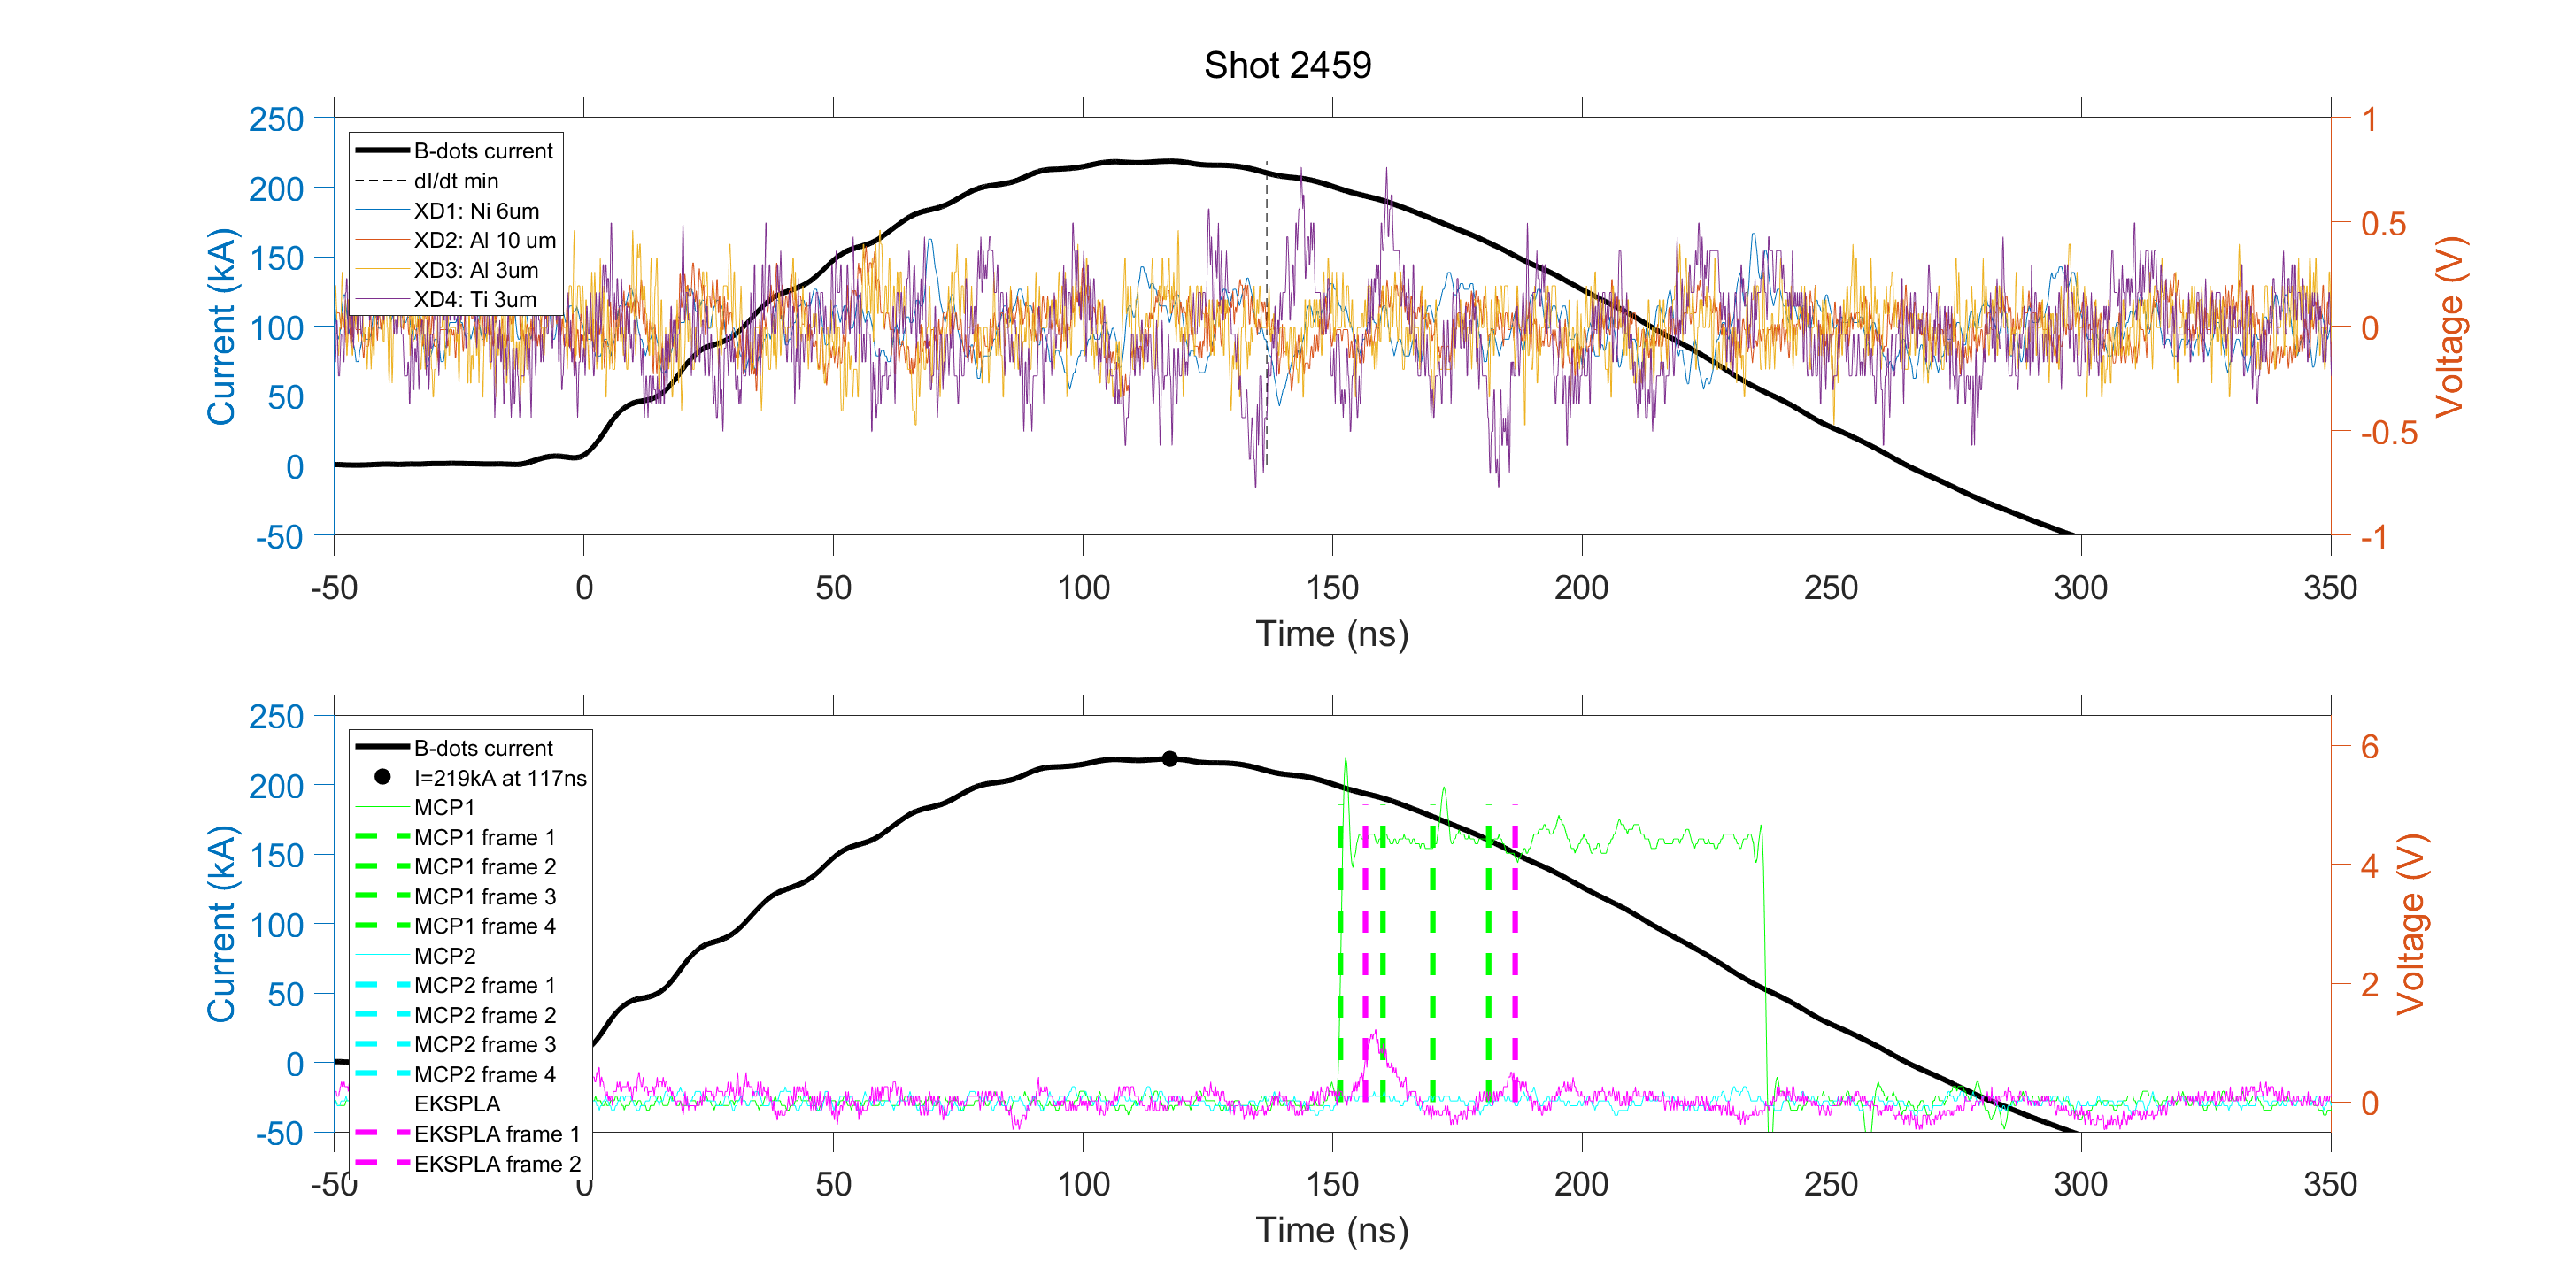 Shot 2459
250
200
150
100
50
0
-50
Current (kA)
B-dots current
dI/dt min
XD1: Ni 6um
XD2: Al 10 um
XD3: Al 3um
XD4: Ti 3um
1
0.5
0
-0.5
-1
Voltage (V)
-50 0 50 100 150 200 250 300 350
Time (ns)
250
200
150
100
50
0
-50
Current (kA)
B-dots current
I=219kA at 117ns
MCP1
MCP1 frame 1
MCP1 frame 2
MCP1 frame 3
MCP1 frame 4
MCP2
MCP2 frame 1
MCP2 frame 2
MCP2 frame 3
MCP2 frame 4
EKSPLA
EKSPLA frame 1
EKSPLA frame 2
6
4
2
0
Voltage (V)
-50 0 50 100 150 200 250 300 350
Time (ns)